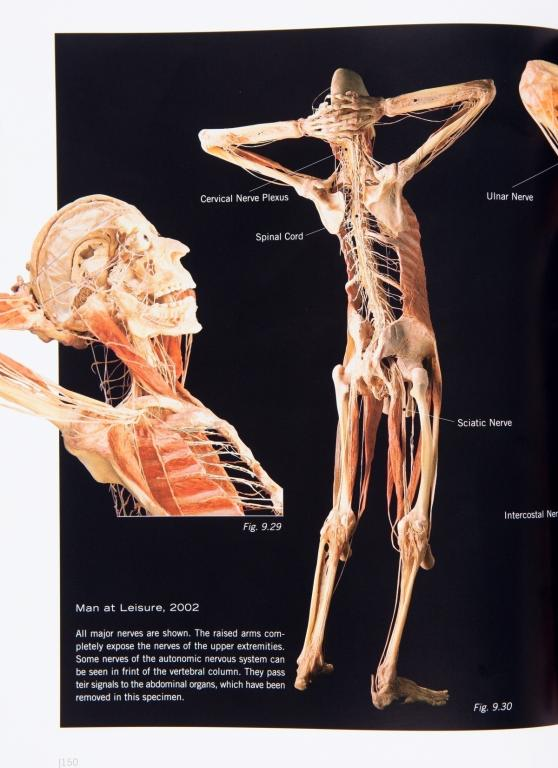 Cervical Nerve Plexus
Ulnar Nerve
Spinal Cord
Sciatic Nerve
Intercostal
Fig. 9.29
Man at Leisure, 2002
All major nerves are shown. The raised arms com-
pletely expose the nerves of the upper extremities.
Some nerves of the autonomic nervous system can
be seen in frint of the vertebral column. They pass
teir signals to the abdominal organs, which have been
removed in this specimen.
Fig. 9.30
|150